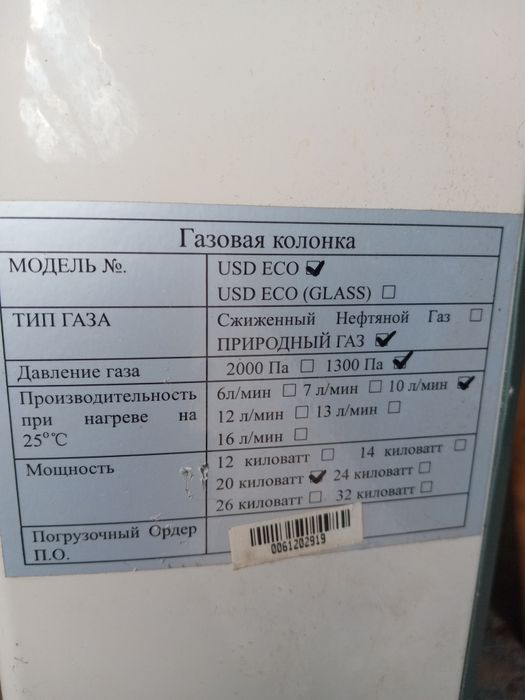 Газовая колонка
МОДЕЛЬ №.
USD ECO ✔
USD ECO (GLASS) ☐
ТИП ГАЗА
Сжиженный Нефтяной Газ ☐
ПРИРОДНЫЙ ГАЗ ✔
Давление газа
2000 Па ☐ 1300 Па ✔
Производительность
при нагреве на
25°℃
6л/мин ☐ 7 л/мин ☐ 10 л/мин ✔
12 л/мин ☐ 13 л/мин ☐
16 л/мин ☐
Мощность
12 киловатт ☐ 14 киловатт ☐
20 киловатт ✔ 24 киловатт ☐
26 киловатт ☐ 32 киловатт ☐
Погрузочный Ордер
П.О.
0061202919